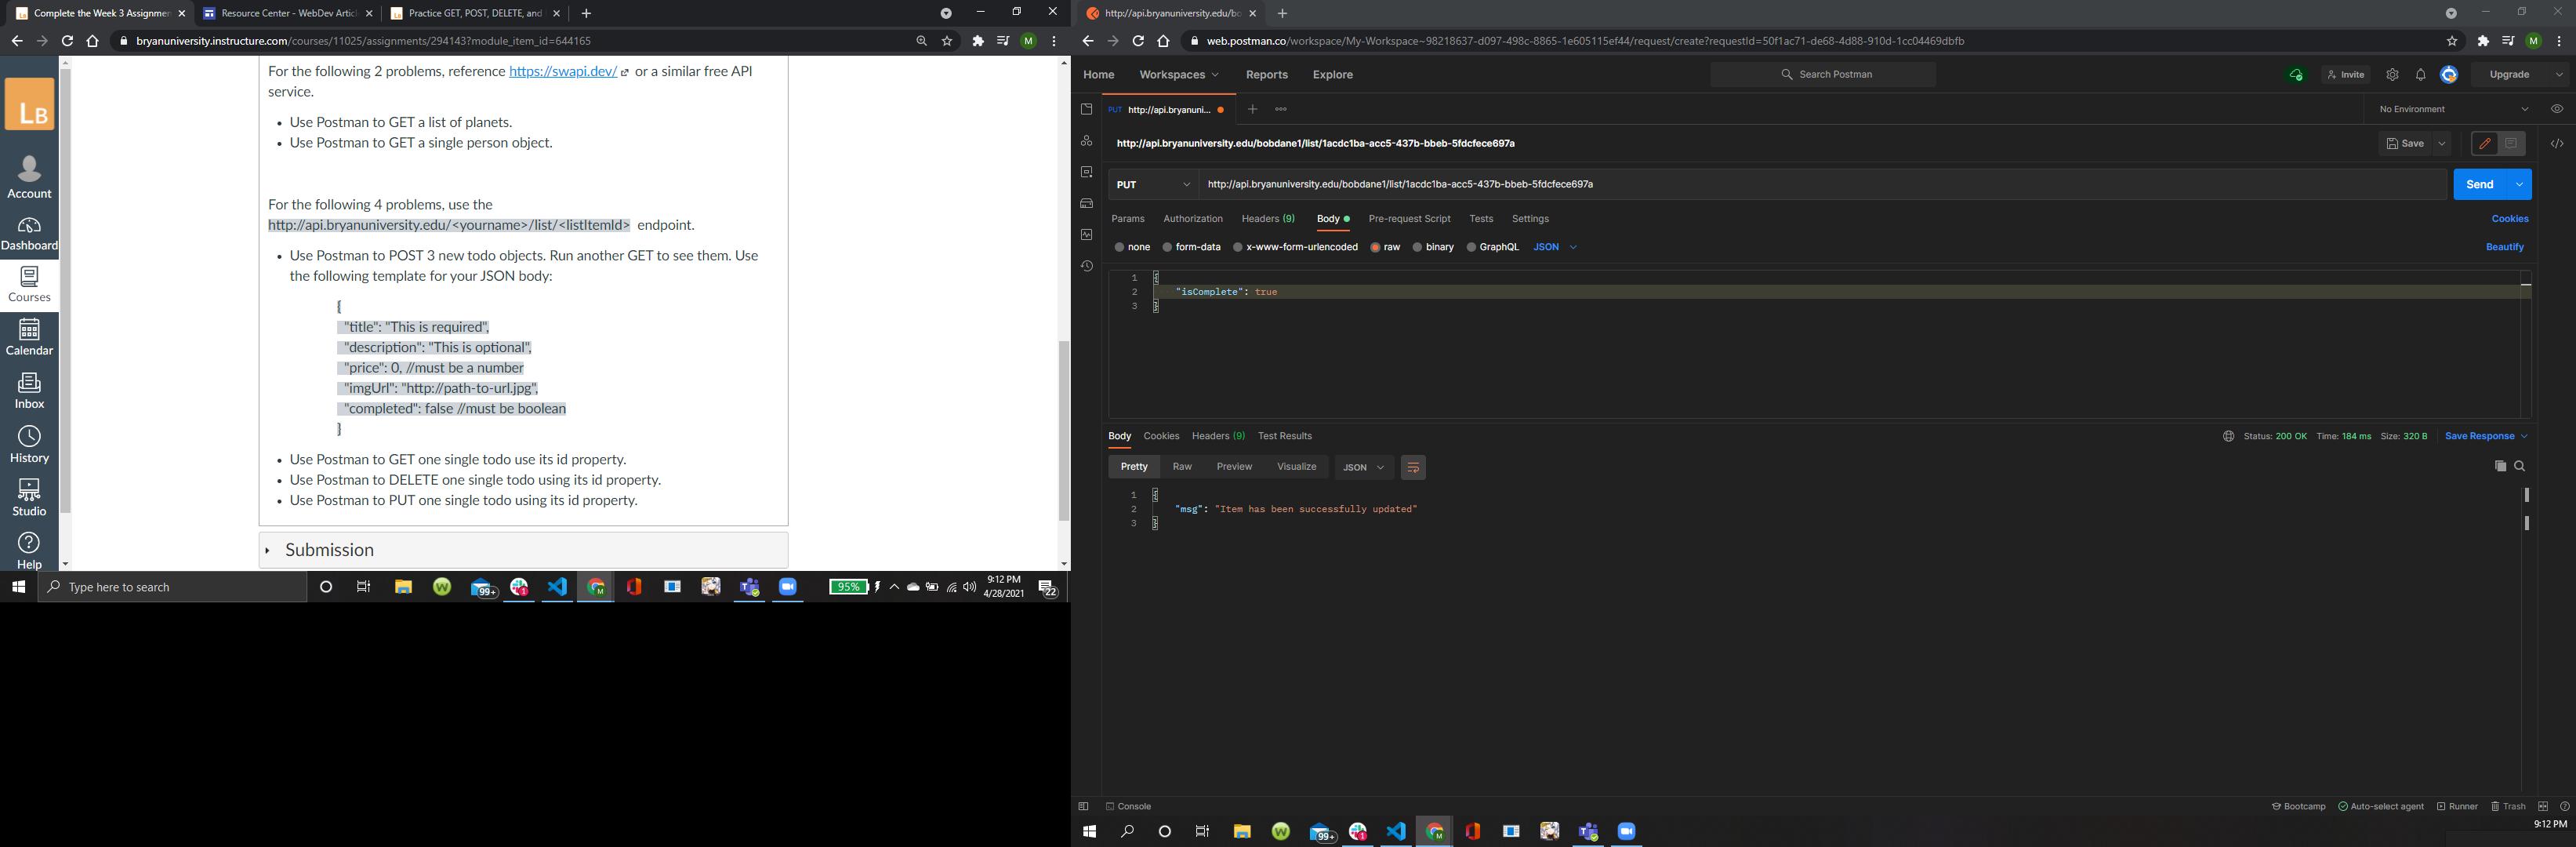 Complete the Week 3 Assignmen
Resource Center - WebDev Articl
Practice GET, POST, DELETE, and
bryanuniversity.instructure.com/courses/11025/assignments/294143?module_item_id=644165
M
LB
Account
Dashboard
Courses
Calendar
Inbox
History
Studio
Help
For the following 2 problems, reference https://swapi.dev/ or a similar free API
service.
• Use Postman to GET a list of planets.
• Use Postman to GET a single person object.
For the following 4 problems, use the
http://api.bryanuniversity.edu/<yourname>/list/<listItemId> endpoint.
• Use Postman to POST 3 new todo objects. Run another GET to see them. Use
the following template for your JSON body:
{
"title": "This is required",
"description": "This is optional",
"price": 0, //must be a number
"imgUrl": "http://path-to-url.jpg",
"completed": false //must be boolean
}
• Use Postman to GET one single todo use its id property.
• Use Postman to DELETE one single todo using its id property.
• Use Postman to PUT one single todo using its id property.
Submission
Type here to search
99+
1
95%
9:12 PM
4/28/2021
22
http://api.bryanuniversity.edu/bo
web.postman.co/workspace/My-Workspace~98218637-d097-498c-8865-1e605115ef44/request/create?requestId=50f1ac71-de68-4d88-910d-1cc04469dbfb
M
Home Workspaces Reports Explore
Search Postman
Invite
Upgrade
PUT http://api.bryanuni...
No Environment
http://api.bryanuniversity.edu/bobdane1/list/1acdc1ba-acc5-437b-bbeb-5fdcfece697a
Save
PUT http://api.bryanuniversity.edu/bobdane1/list/1acdc1ba-acc5-437b-bbeb-5fdcfece697a
Send
Params Authorization Headers (9) Body Pre-request Script Tests Settings
Cookies
none form-data x-www-form-urlencoded raw binary GraphQL JSON
Beautify
1 {
2 "isComplete": true
3 }
Body Cookies Headers (9) Test Results
Status: 200 OK Time: 184 ms Size: 320 B Save Response
Pretty Raw Preview Visualize JSON
1 {
2 "msg": "Item has been successfully updated"
3 }
Console
Bootcamp Auto-select agent Runner Trash
99+
1
9:12 PM